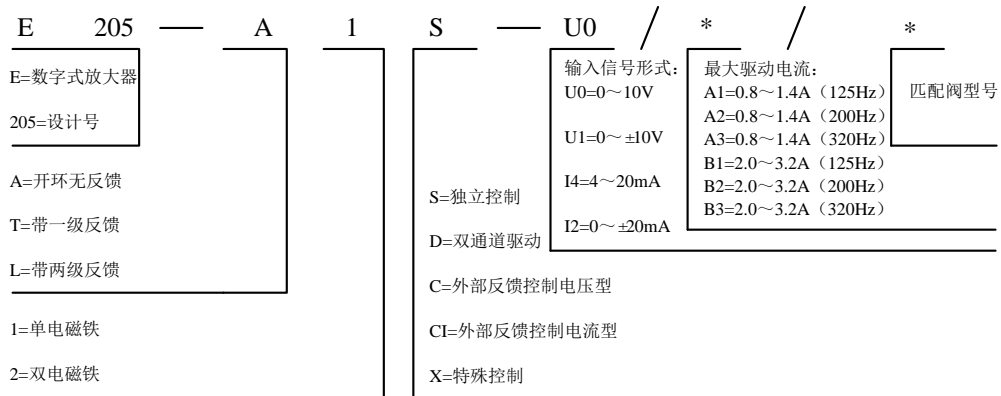 E 205 — A 1 S — U0 / * / *
E=数字式放大器
205=设计号
A=开环无反馈
T=带一级反馈
L=带两级反馈
1=单电磁铁
2=双电磁铁
S=独立控制
D=双通道驱动
C=外部反馈控制电压型
CI=外部反馈控制电流型
X=特殊控制
输入信号形式：
U0=0～10V
U1=0～±10V
I4=4～20mA
I2=0～±20mA
最大驱动电流：
A1=0.8～1.4A（125Hz）
A2=0.8～1.4A（200Hz）
A3=0.8～1.4A（320Hz）
B1=2.0～3.2A（125Hz）
B2=2.0～3.2A（200Hz）
B3=2.0～3.2A（320Hz）
匹配阀型号